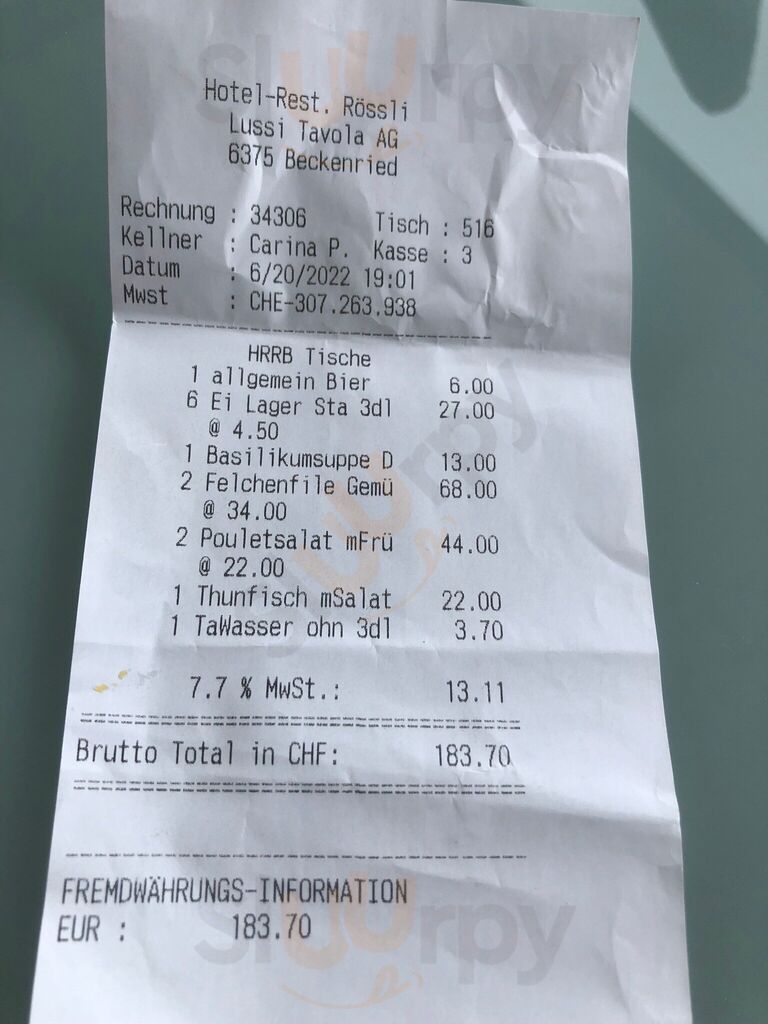 Hotel-Rest. Rössli
Lussi Tavola AG
6375 Beckenried
Rechnung : 34306 Tisch : 516
Kellner : Carina P. Kasse : 3
Datum : 6/20/2022 19:01
Mwst : CHE-307.263.938
HRRB Tische
1 allgemein Bier 6.00
6 Ei Lager Sta 3dl 27.00
@ 4.50
1 Basilikumsuppe D 13.00
2 Felchenfile Gemü 68.00
@ 34.00
2 Pouletsalat mFrü 44.00
@ 22.00
1 Thunfisch mSalat 22.00
1 TaWasser ohn 3dl 3.70
7.7 % MwSt.: 13.11
Brutto Total in CHF: 183.70
FREMDWÄHRUNGS-INFORMATION
EUR : 183.70
Sluurpy
Sluurpy
Sluurpy